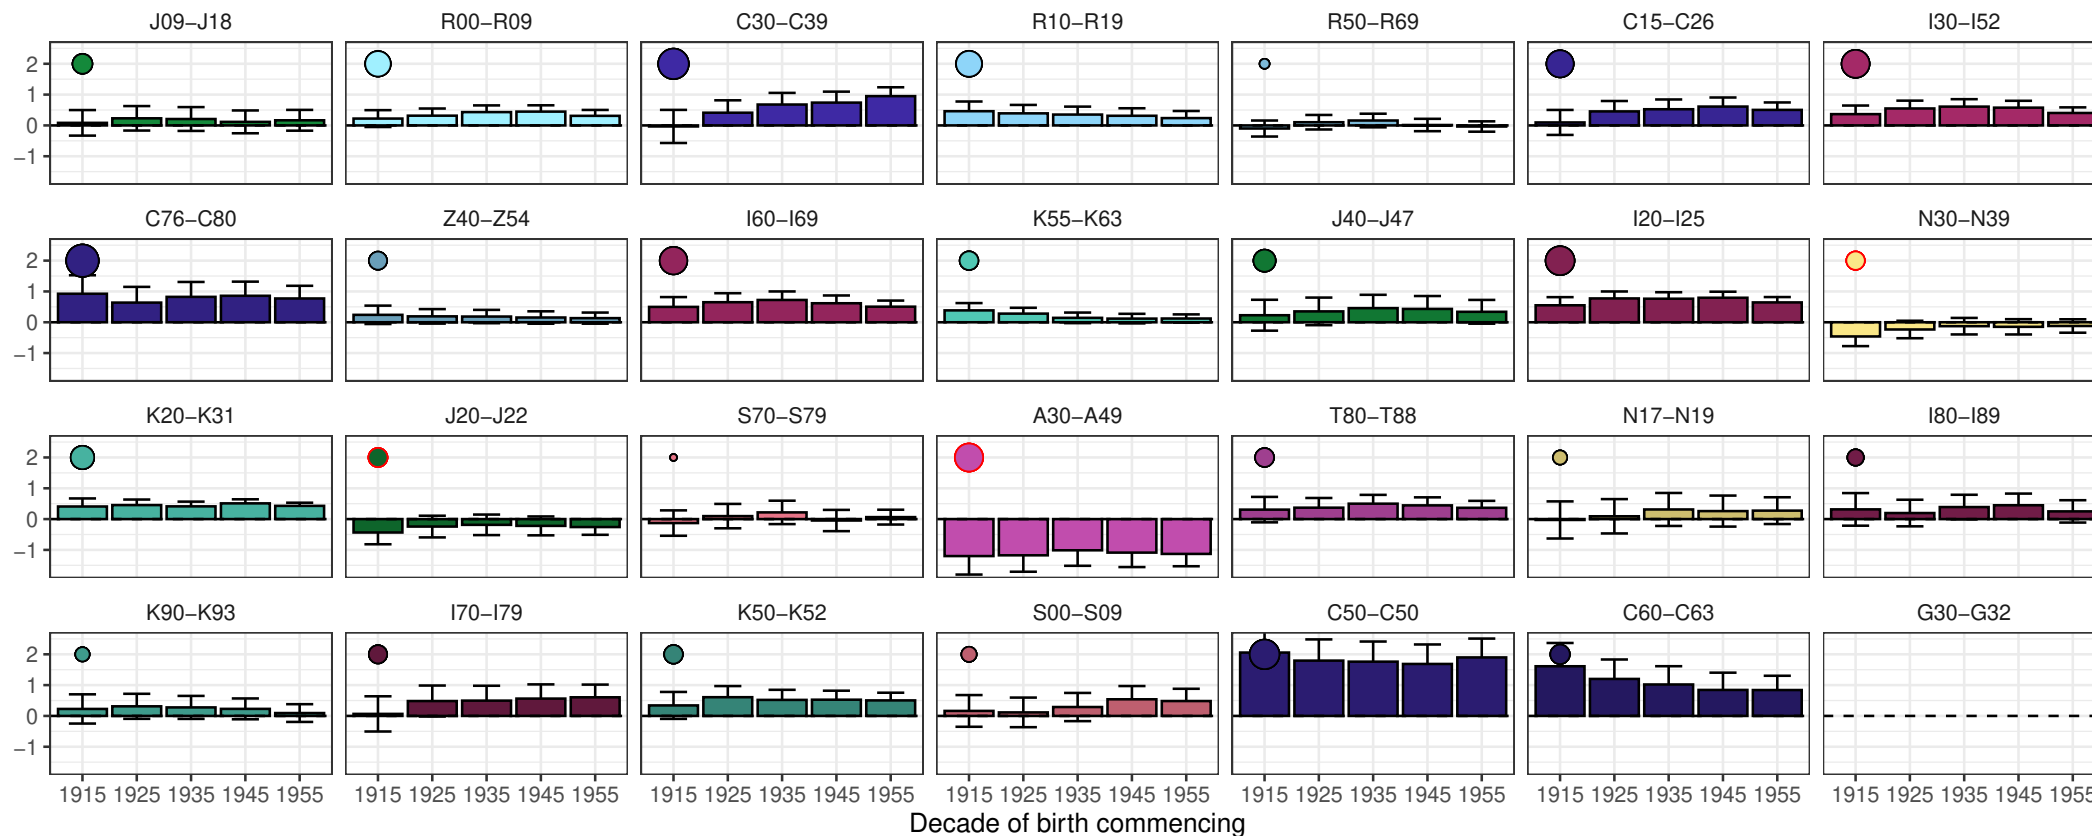 J09−J18 R00−R09 C30−C39 R10−R19 R50−R69 C15−C26 I30−I52
2
1
0
−1
C76−C80 Z40−Z54 I60−I69 K55−K63 J40−J47 I20−I25 N30−N39
2
1
0
−1
K20−K31 J20−J22 S70−S79 A30−A49 T80−T88 N17−N19 I80−I89
2
1
0
−1
K90−K93 I70−I79 K50−K52 S00−S09 C50−C50 C60−C63 G30−G32
2
1
0
−1
1915 1925 1935 1945 1955 1915 1925 1935 1945 1955 1915 1925 1935 1945 1955 1915 1925 1935 1945 1955 1915 1925 1935 1945 1955 1915 1925 1935 1945 1955 1915 1925 1935 1945 1955
Decade of birth commencing